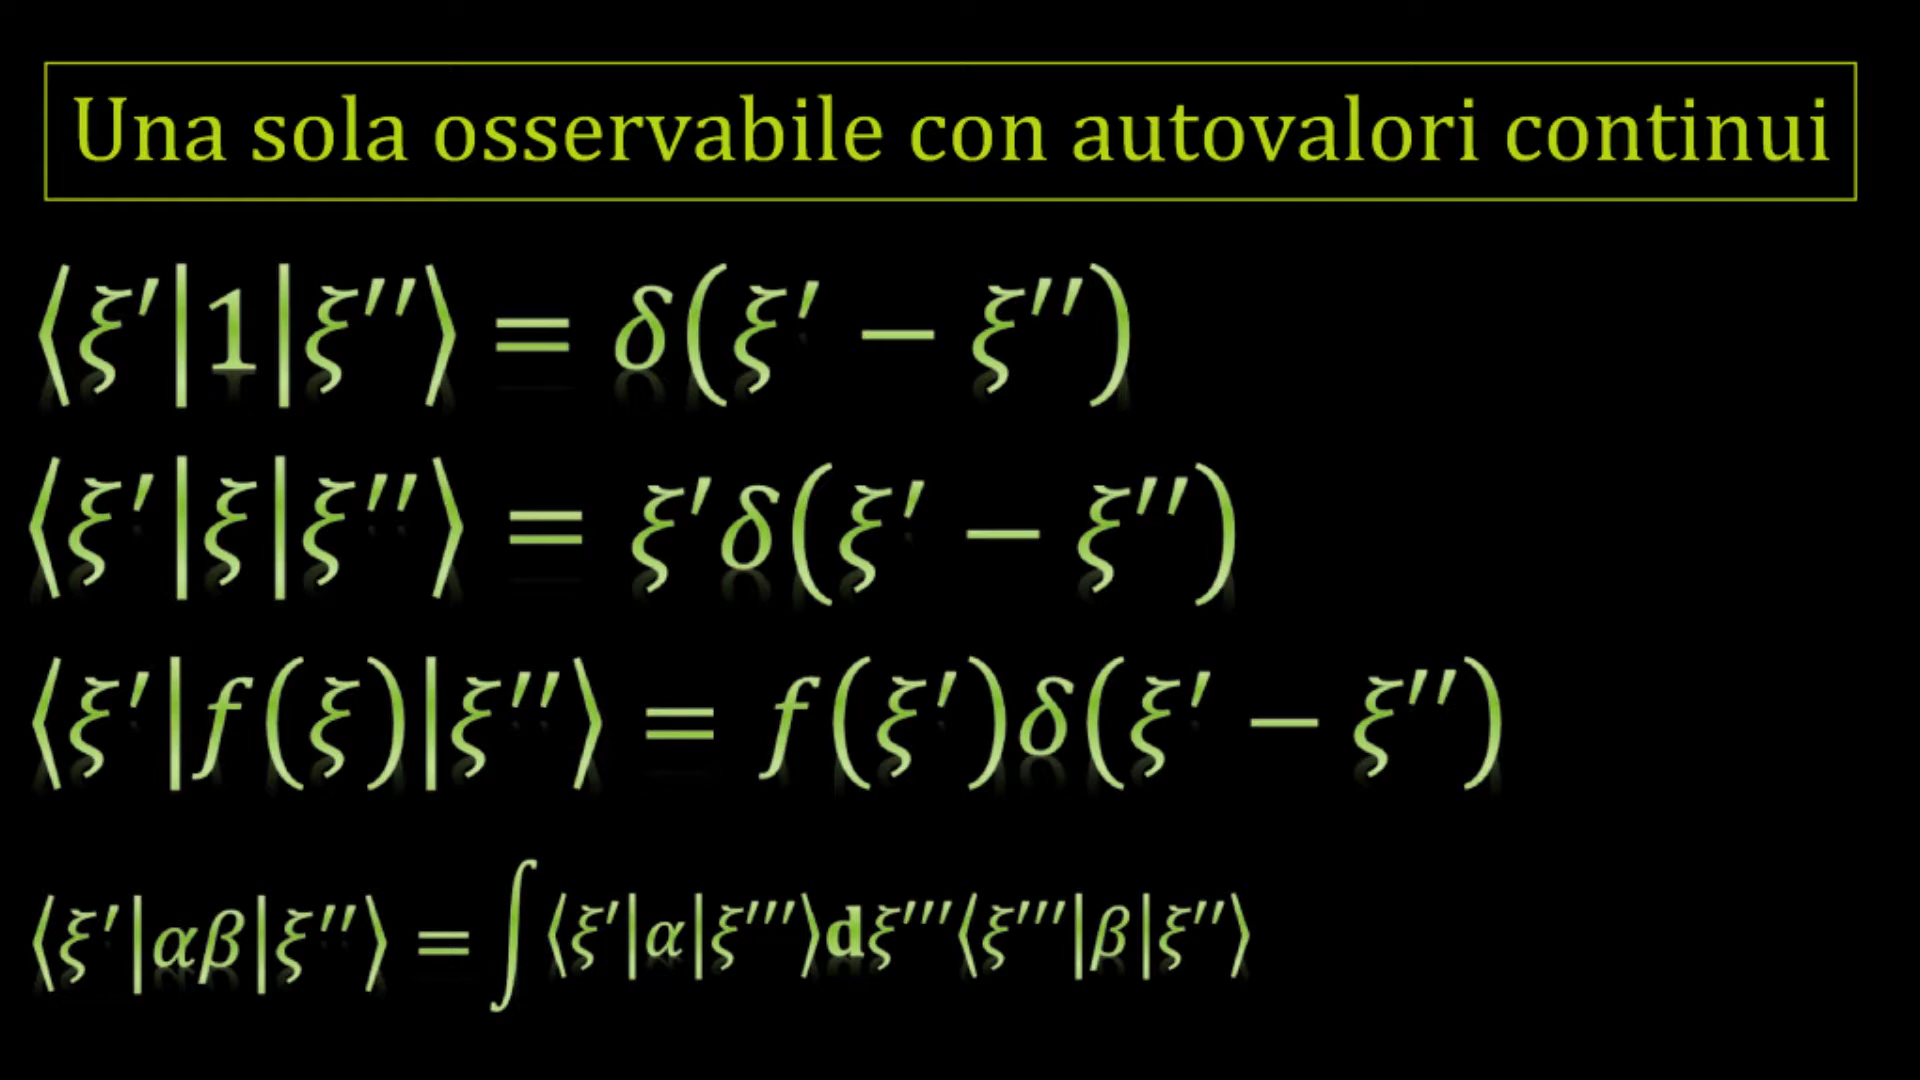 Una sola osservabile con autovalori continui
⟨ξ′|1|ξ′′⟩ = δ(ξ′ − ξ′′)
⟨ξ′|ξ|ξ′′⟩ = ξ′δ(ξ′ − ξ′′)
⟨ξ′|f(ξ)|ξ′′⟩ = f(ξ′)δ(ξ′ − ξ′′)
⟨ξ′|αβ|ξ′′⟩ = ∫⟨ξ′|α|ξ′′′⟩dξ′′′⟨ξ′′′|β|ξ′′⟩